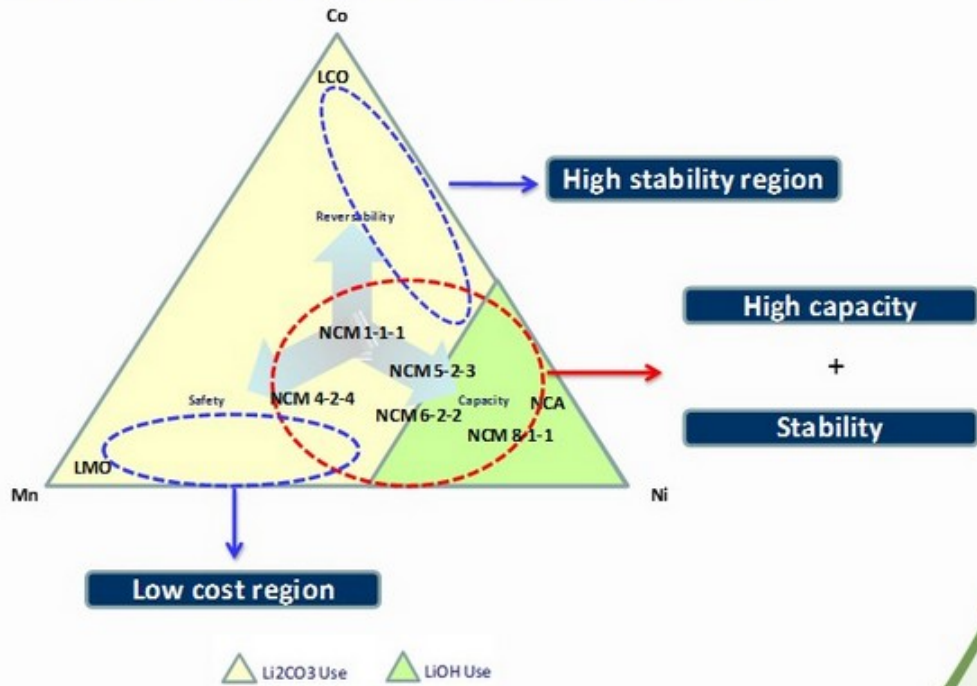 Co
LCO
High stability region
Reversability
High capacity
NCM 1-1-1
+
NCM 5-2-3
Safety
NCM 4-2-4
Capacity
NCA
NCM 6-2-2
Stability
NCM 8-1-1
LMO
Mn
Ni
Low cost region
Li2CO3 Use
LiOH Use